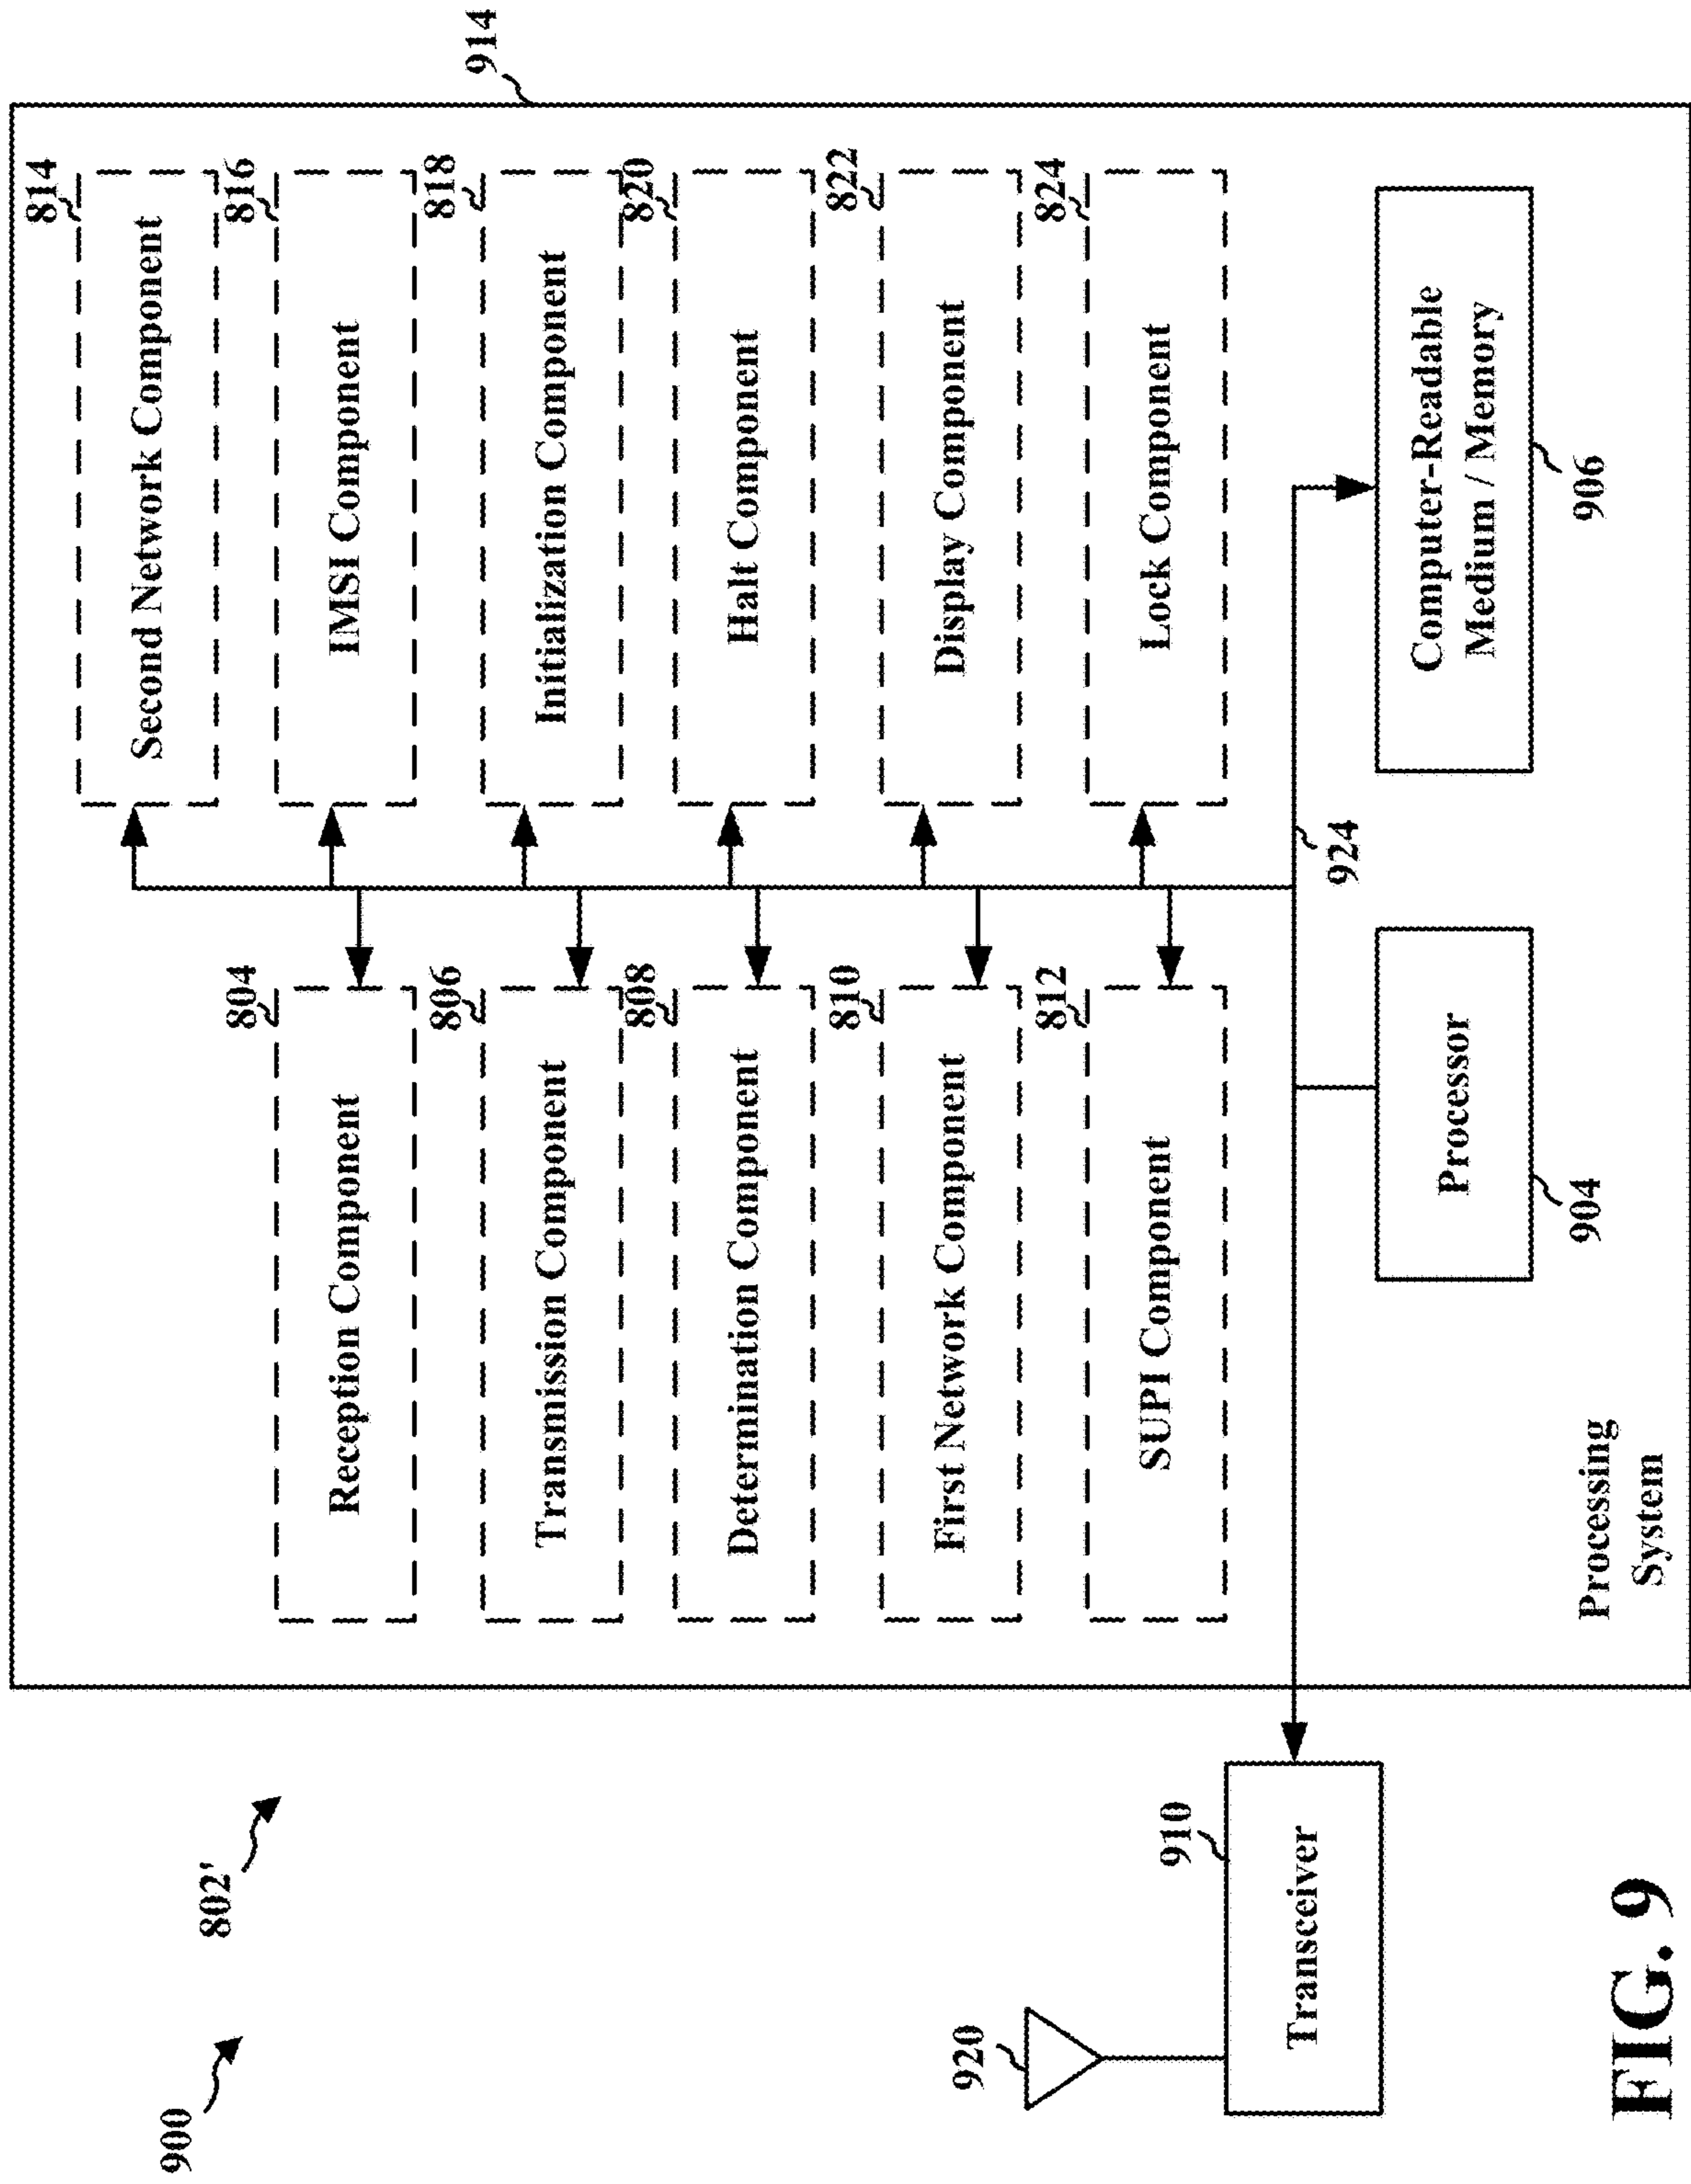 900
802'
914
814
Second Network Component
804
Reception Component
816
IMSI Component
806
Transmission Component
818
Initialization Component
808
Determination Component
820
Halt Component
810
First Network Component
822
Display Component
812
SUPI Component
824
Lock Component
920
910
Transceiver
924
Processor
904
Computer-Readable
Medium / Memory
906
Processing
System
FIG. 9